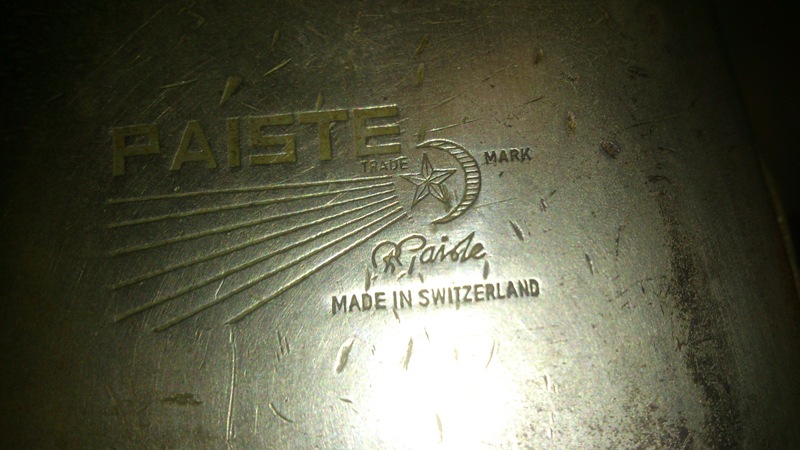 PAISTE
TRADE MARK
R Paiste
MADE IN SWITZERLAND